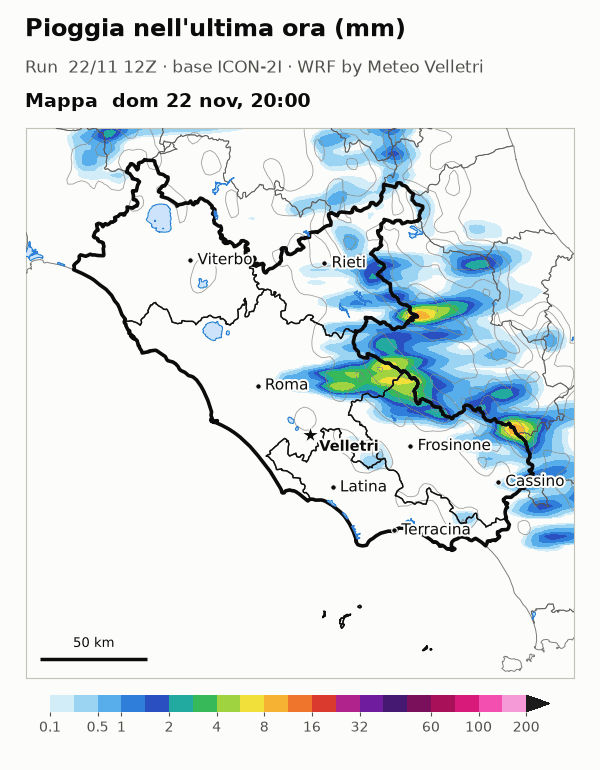 Pioggia nell'ultima ora (mm)
Run  22/11 12Z · base ICON-2I · WRF by Meteo Velletri
Mappa  dom 22 nov, 20:00
Viterbo
Rieti
Roma
Velletri
Frosinone
Latina
Cassino
Terracina
50 km
0.1 0.5 1 2 4 8 16 32 60 100 200